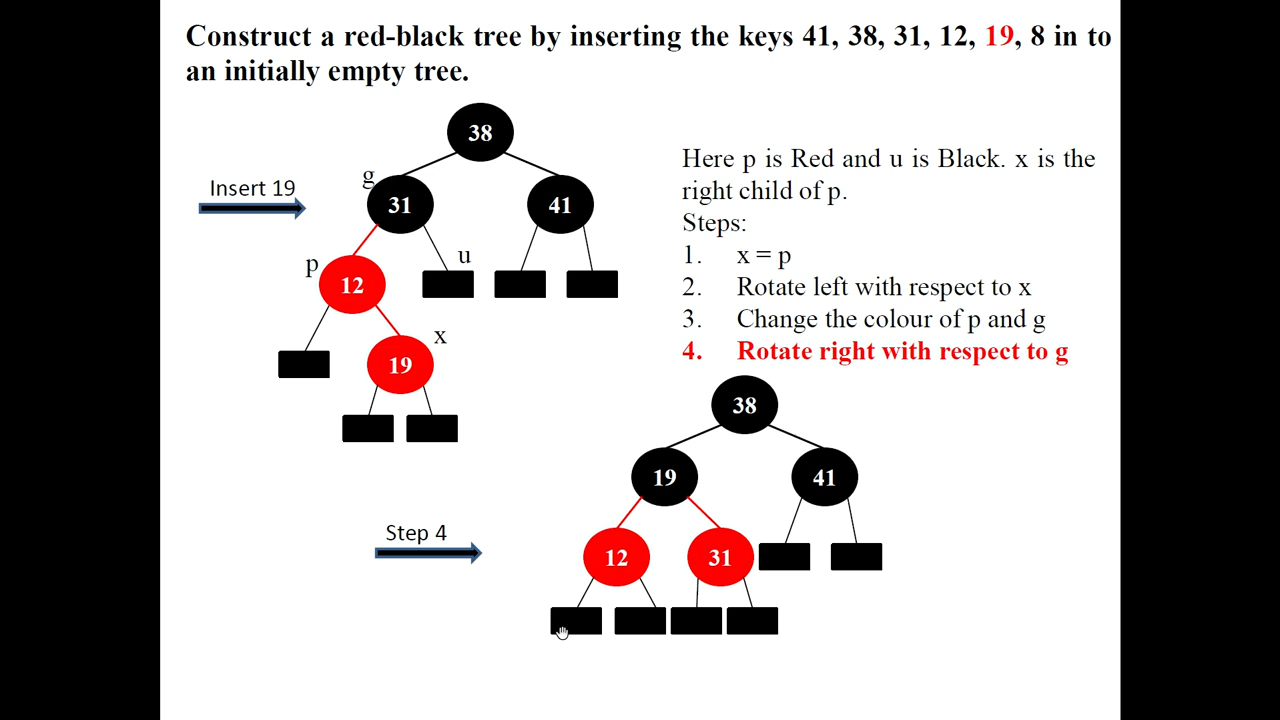 Construct a red-black tree by inserting the keys 41, 38, 31, 12, 19, 8 in to
an initially empty tree.
Insert 19
38
g
31
41
p
u
12
x
19
Here p is Red and u is Black. x is the
right child of p.
Steps:
1. x = p
2. Rotate left with respect to x
3. Change the colour of p and g
4. Rotate right with respect to g
Step 4
38
19
41
12
31